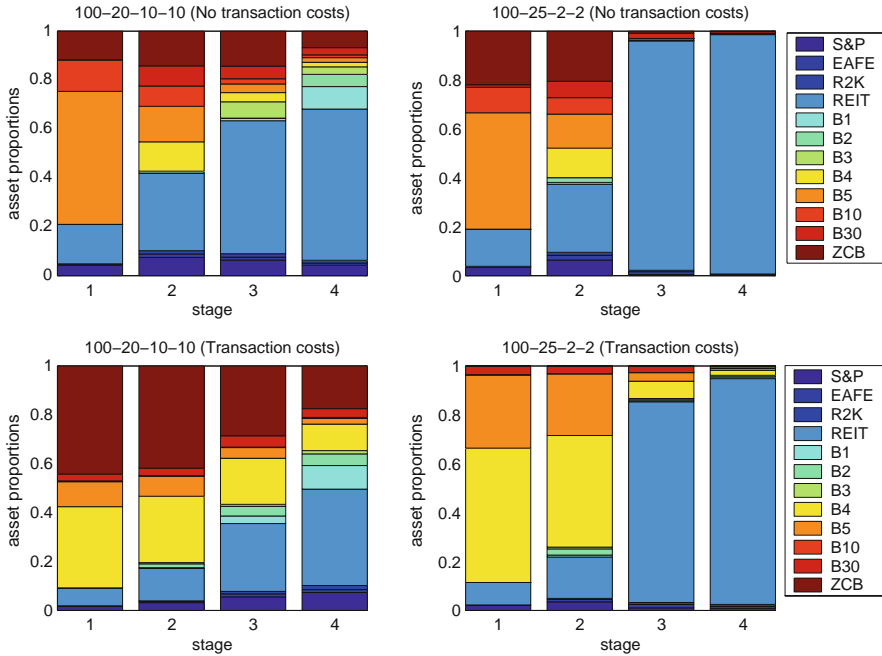 100-20-10-10 (No transaction costs)
1
0.8
0.6
0.4
0.2
0
asset proportions
1 2 3 4
stage
100-25-2-2 (No transaction costs)
1
0.8
0.6
0.4
0.2
0
asset proportions
1 2 3 4
stage
S&P
EAFE
R2K
REIT
B1
B2
B3
B4
B5
B10
B30
ZCB
100-20-10-10 (Transaction costs)
1
0.8
0.6
0.4
0.2
0
asset proportions
1 2 3 4
stage
100-25-2-2 (Transaction costs)
1
0.8
0.6
0.4
0.2
0
asset proportions
1 2 3 4
stage
S&P
EAFE
R2K
REIT
B1
B2
B3
B4
B5
B10
B30
ZCB